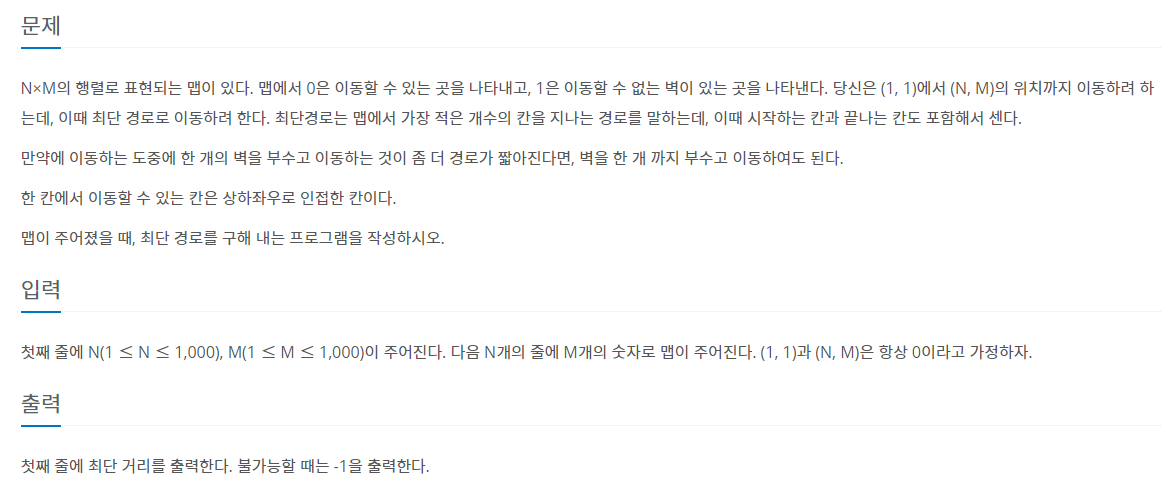 문제
N×M의 행렬로 표현되는 맵이 있다. 맵에서 0은 이동할 수 있는 곳을 나타내고, 1은 이동할 수 없는 벽이 있는 곳을 나타낸다. 당신은 (1, 1)에서 (N, M)의 위치까지 이동하려 하
는데, 이때 최단 경로로 이동하려 한다. 최단경로는 맵에서 가장 적은 개수의 칸을 지나는 경로를 말하는데, 이때 시작하는 칸과 끝나는 칸도 포함해서 센다.
만약에 이동하는 도중에 한 개의 벽을 부수고 이동하는 것이 좀 더 경로가 짧아진다면, 벽을 한 개 까지 부수고 이동하여도 된다.
한 칸에서 이동할 수 있는 칸은 상하좌우로 인접한 칸이다.
맵이 주어졌을 때, 최단 경로를 구해 내는 프로그램을 작성하시오.
입력
첫째 줄에 N(1 ≤ N ≤ 1,000), M(1 ≤ M ≤ 1,000)이 주어진다. 다음 N개의 줄에 M개의 숫자로 맵이 주어진다. (1, 1)과 (N, M)은 항상 0이라고 가정하자.
출력
첫째 줄에 최단 거리를 출력한다. 불가능할 때는 -1을 출력한다.